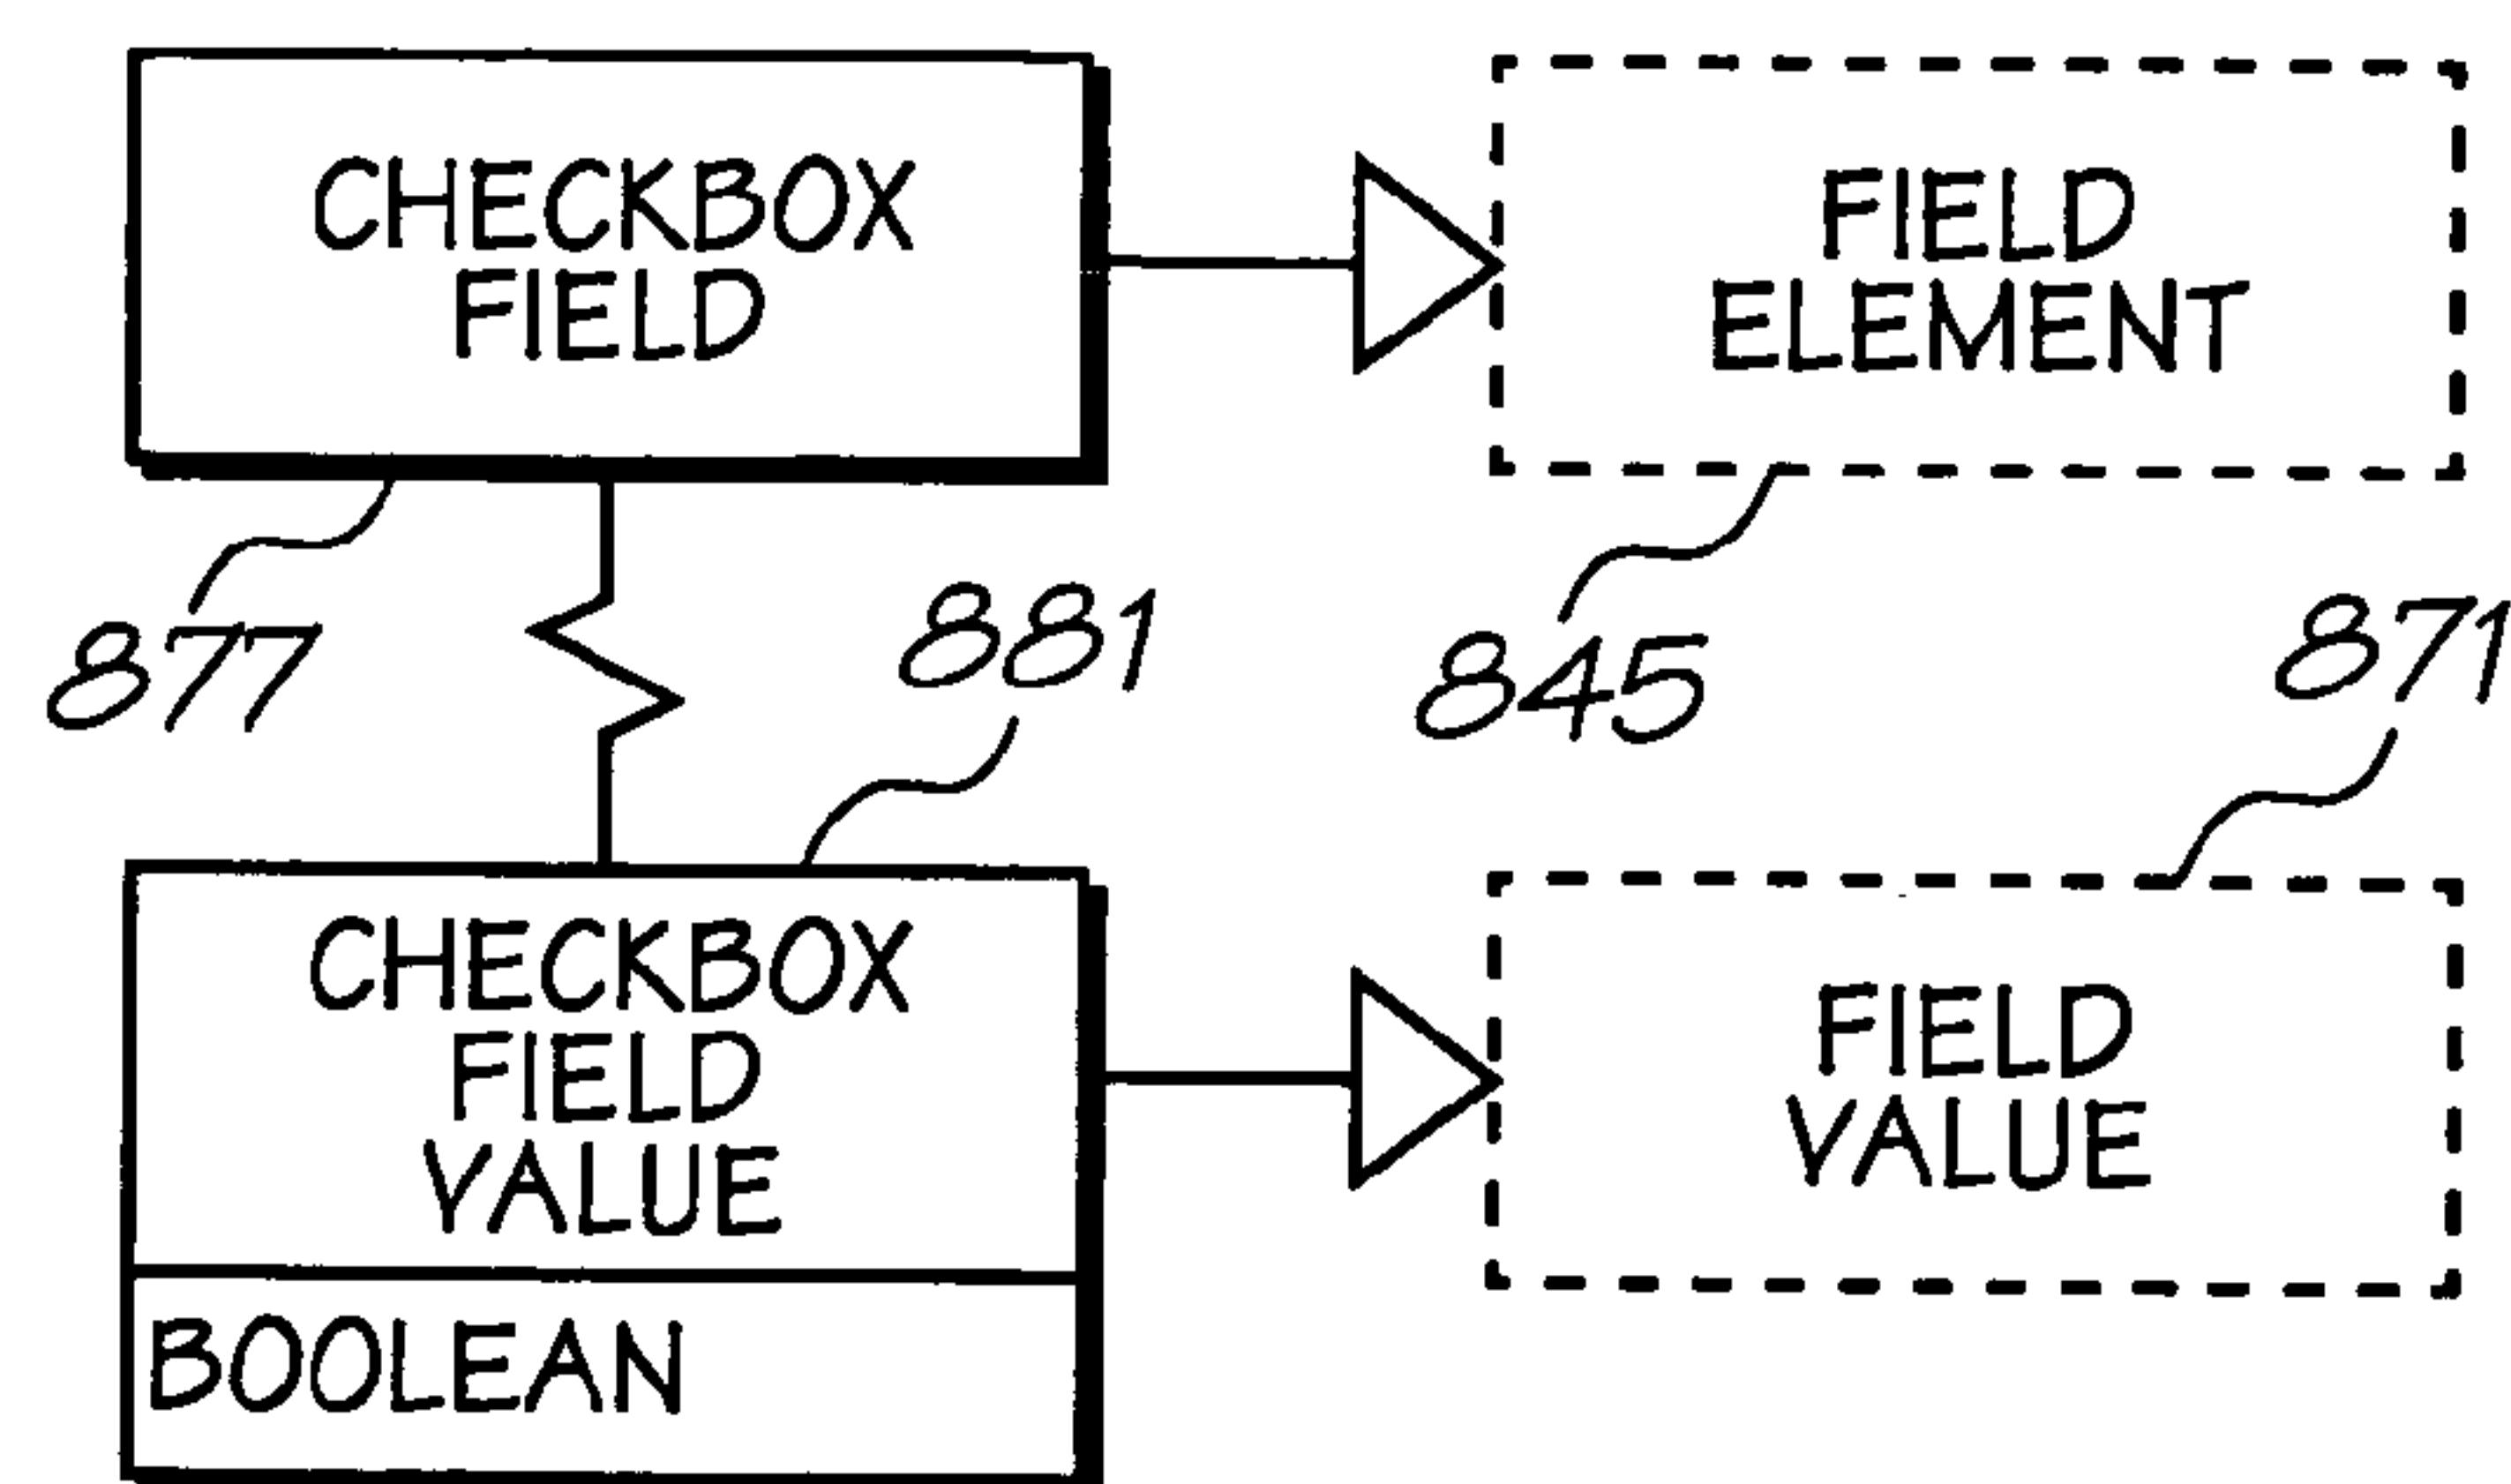 CHECKBOX
FIELD
FIELD
ELEMENT
877
881
845
871
CHECKBOX
FIELD
VALUE
FIELD
VALUE
BOOLEAN